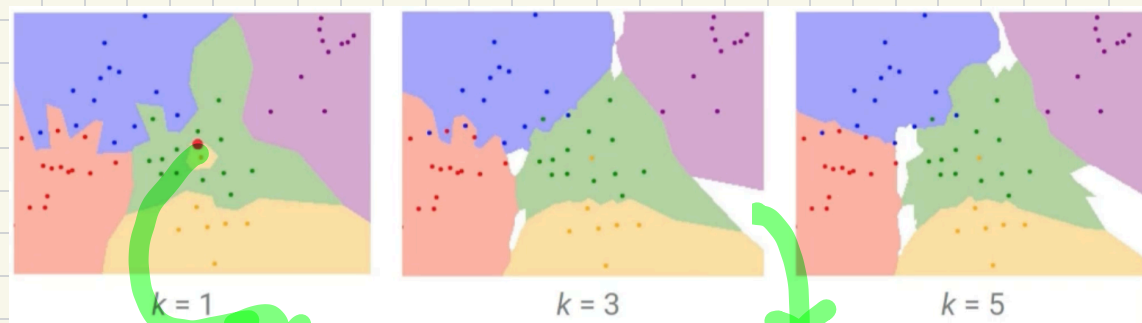 k = 1
k = 3
k = 5